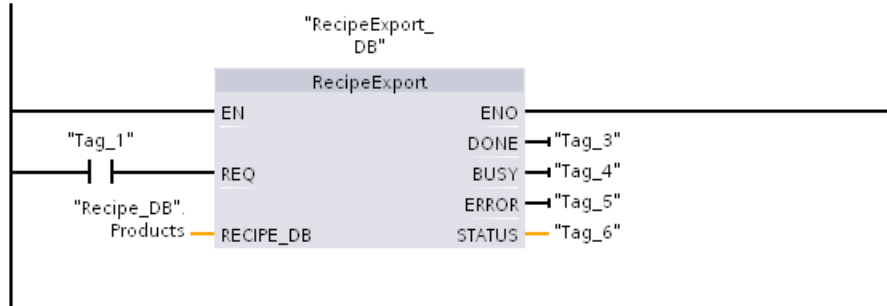 "RecipeExport_
DB"
RecipeExport
EN ENO
"Tag_1" DONE "Tag_3"
REQ BUSY "Tag_4"
"Recipe_DB". ERROR "Tag_5"
Products RECIPE_DB STATUS "Tag_6"